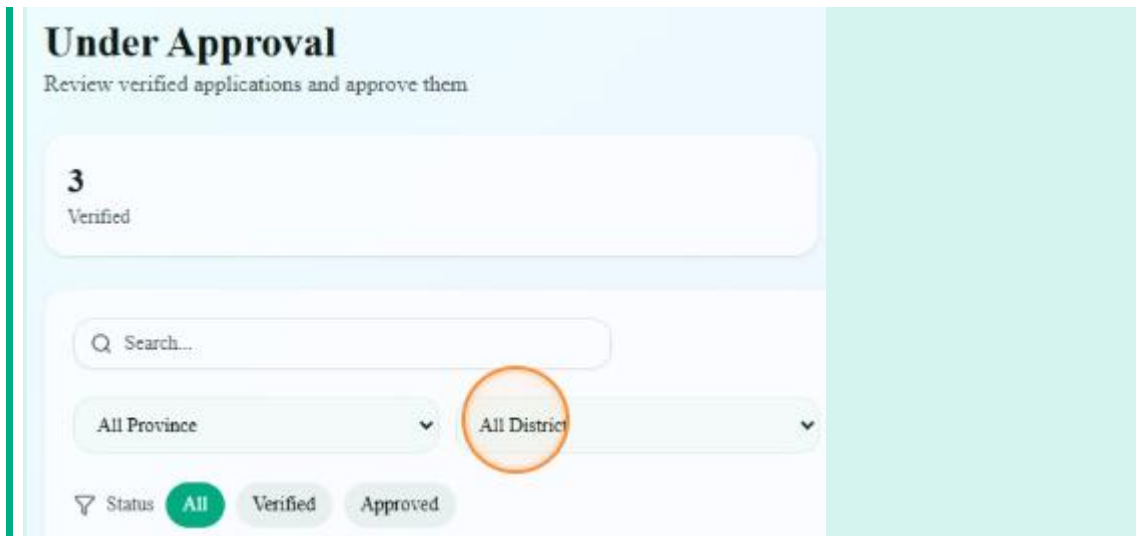 Under Approval
Review verified applications and approve them
3
Verified
Search...
All Province All District
Status All Verified Approved